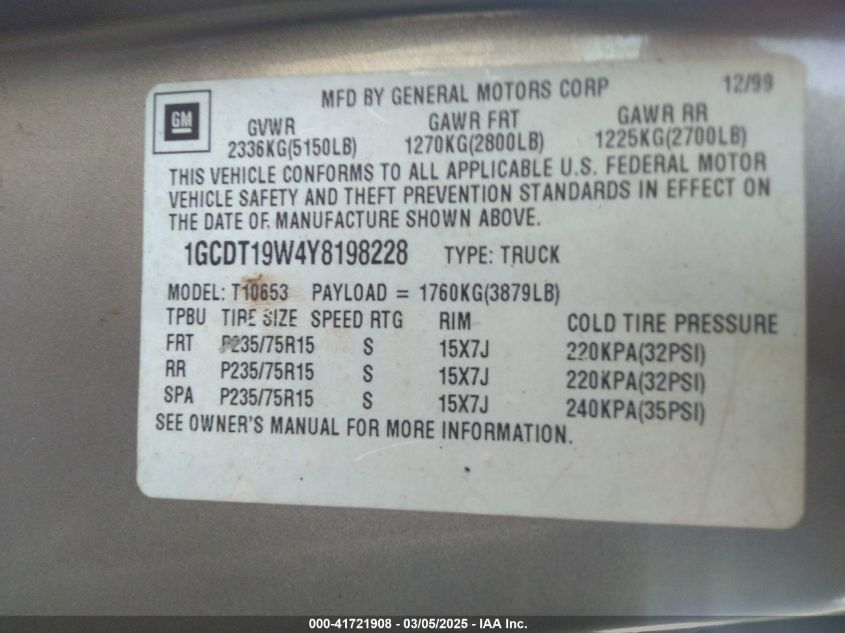 GM
MFD BY GENERAL MOTORS CORP 12/99
GVWR GAWR FRT GAWR RR
2336KG(5150LB) 1270KG(2800LB) 1225KG(2700LB)
THIS VEHICLE CONFORMS TO ALL APPLICABLE U.S. FEDERAL MOTOR
VEHICLE SAFETY AND THEFT PREVENTION STANDARDS IN EFFECT ON
THE DATE OF MANUFACTURE SHOWN ABOVE.
1GCDT19W4Y8198228 TYPE: TRUCK
MODEL: T10653 PAYLOAD = 1760KG(3879LB)
TPBU TIRE SIZE SPEED RTG RIM COLD TIRE PRESSURE
FRT P235/75R15 S 15X7J 220KPA(32PSI)
RR P235/75R15 S 15X7J 220KPA(32PSI)
SPA P235/75R15 S 15X7J 240KPA(35PSI)
SEE OWNER'S MANUAL FOR MORE INFORMATION.
000-41721908 - 03/05/2025 - IAA Inc.